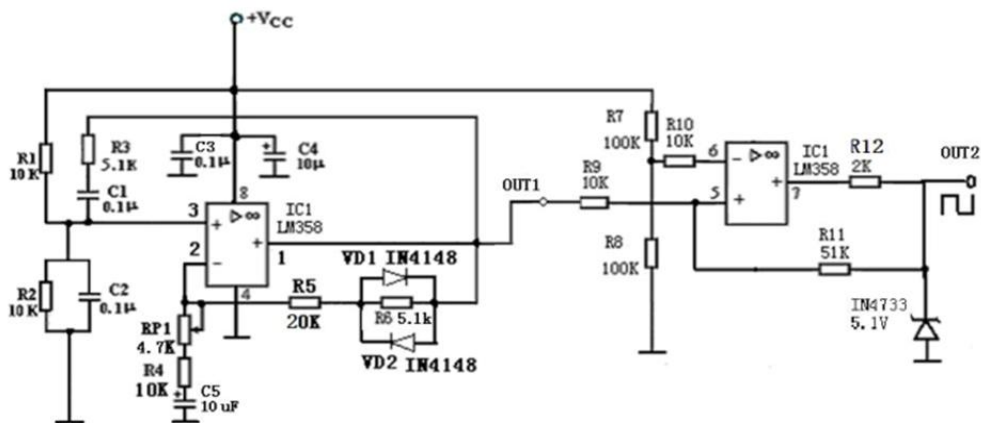 +VCC
R1
10K
R3
5.1K
C1
0.1μ
C3
0.1μ
C4
10μ
+
8
3
+
▷∞
IC1
LM358
+
2
-
1
4
R2
10K
C2
0.1μ
RP1
4.7K
R4
10K
+
C5
10uF
R5
20K
VD1 IN4148
R6 5.1k
VD2 IN4148
OUT1
R9
10K
R7
100K
R10
10K
R8
100K
6
-
▷∞
IC1
LM358
+
5
+
7
R12
2K
OUT2
R11
51K
IN4733
5.1V